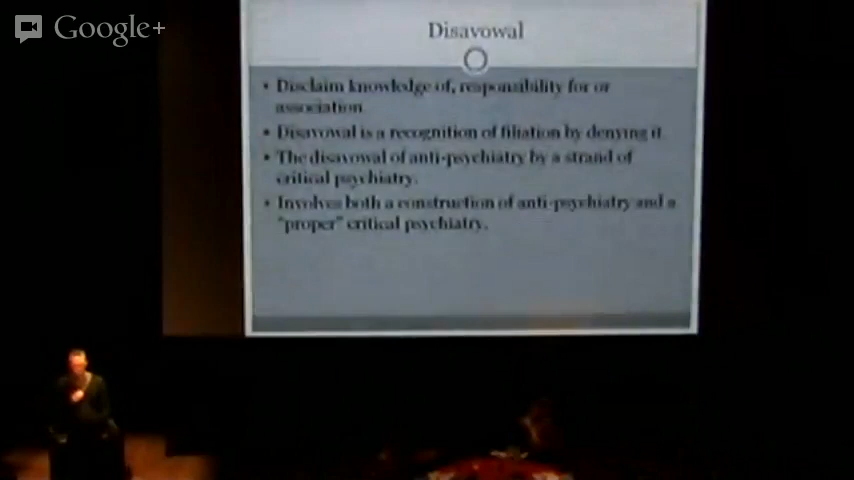 Google+
Disavowal
• Disclaim knowledge of, responsibility for or
association
• Disavowal is a recognition of filiation by denying it
• The disavowal of anti-psychiatry by a strand of
critical psychiatry.
• Involves both a construction of anti-psychiatry and a
"proper" critical psychiatry.